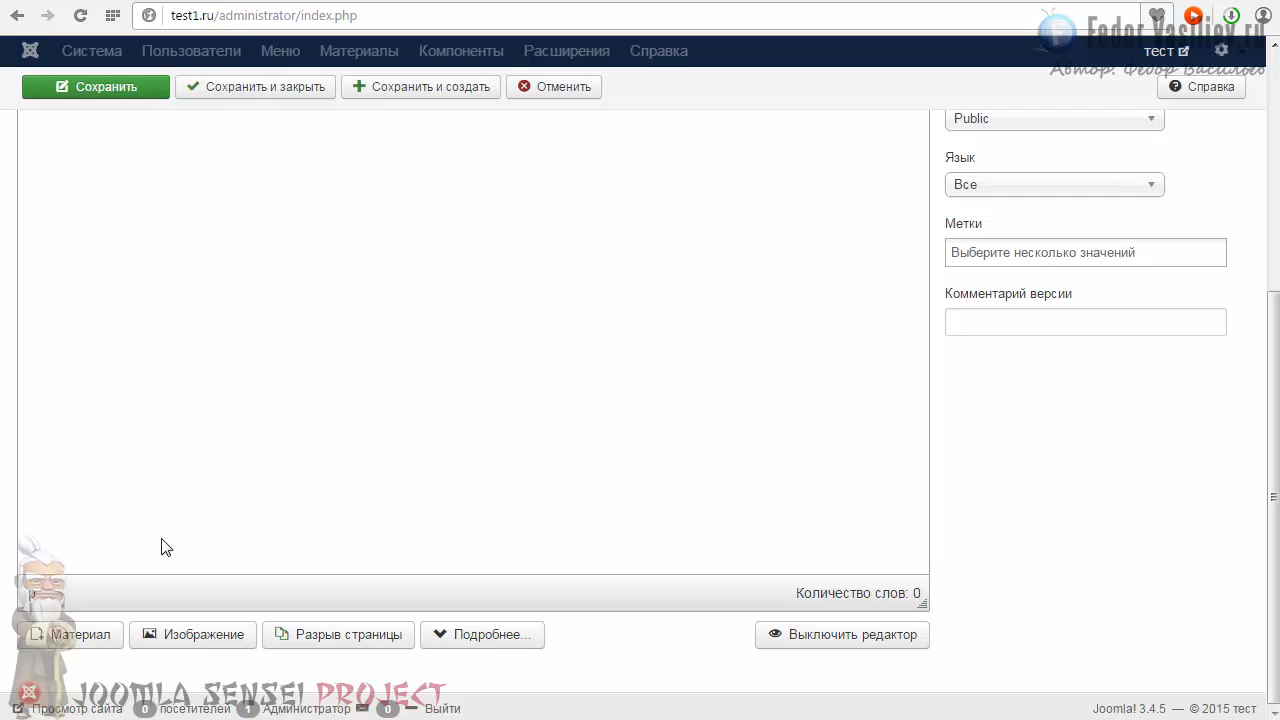 test1.ru/administrator/index.php
Fedor Vasiliev.ru
Система Пользователи Меню Материалы Компоненты Расширения Справка тест
Автор: Федор Васильев
Сохранить Сохранить и закрыть Сохранить и создать Отменить Справка
Public
Язык
Все
Метки
Выберите несколько значений
Комментарий версии
p Количество слов: 0
Материал Изображение Разрыв страницы Подробнее... Выключить редактор
JOOMLA SENSEI PROJECT
Просмотр сайта 0 посетителей 1 Администратор 0 Выйти Joomla! 3.4.5 — © 2015 тест